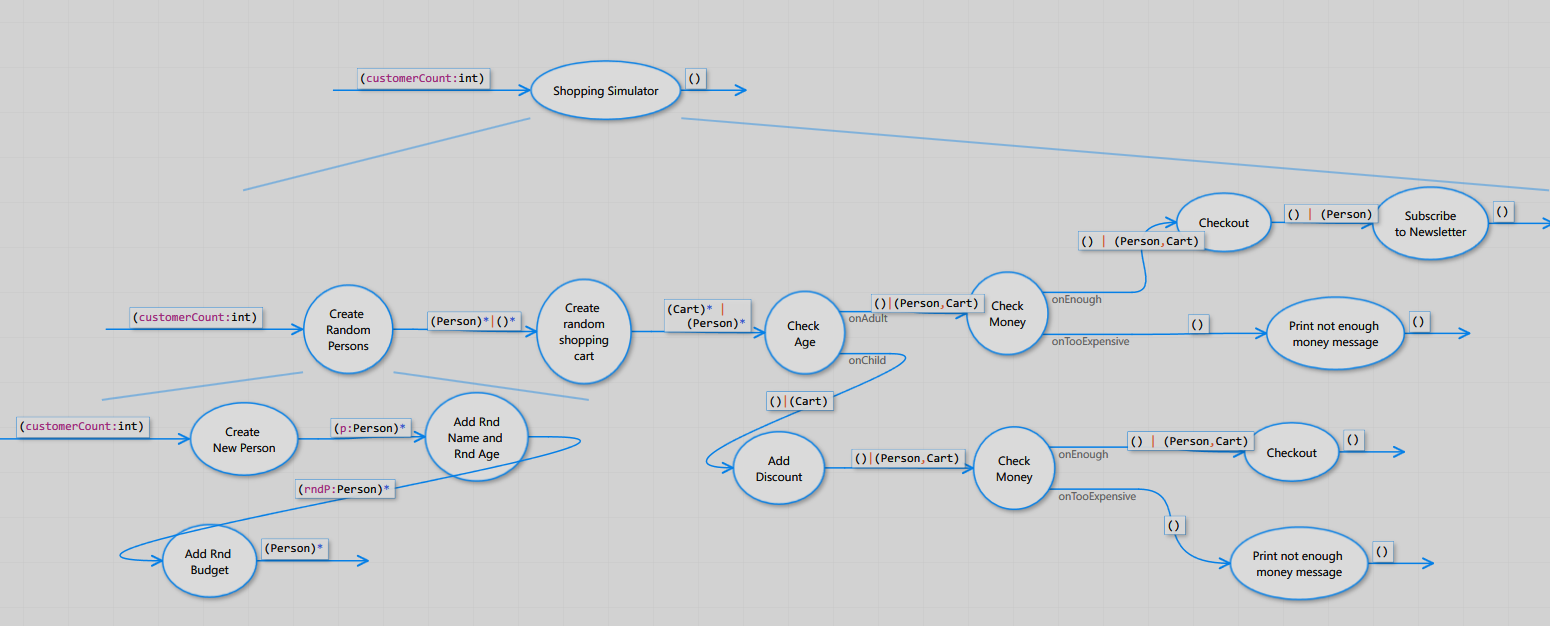 (customerCount:int)
Shopping Simulator
()
Checkout
() | (Person)
Subscribe
to Newsletter
()
() | (Person,Cart)
(customerCount:int)
Create
Random
Persons
(Person)*|()*
Create
random
shopping
cart
(Cart)* |
(Person)*
Check
Age
onAdult
()|(Person,Cart)
Check
Money
onEnough
onTooExpensive
()
Print not enough
money message
()
onChild
()|(Cart)
(customerCount:int)
Create
New Person
(p:Person)*
Add Rnd
Name and
Rnd Age
(rndP:Person)*
Add Rnd
Budget
(Person)*
Add
Discount
()|(Person,Cart)
Check
Money
onEnough
() | (Person,Cart)
Checkout
()
onTooExpensive
()
Print not enough
money message
()